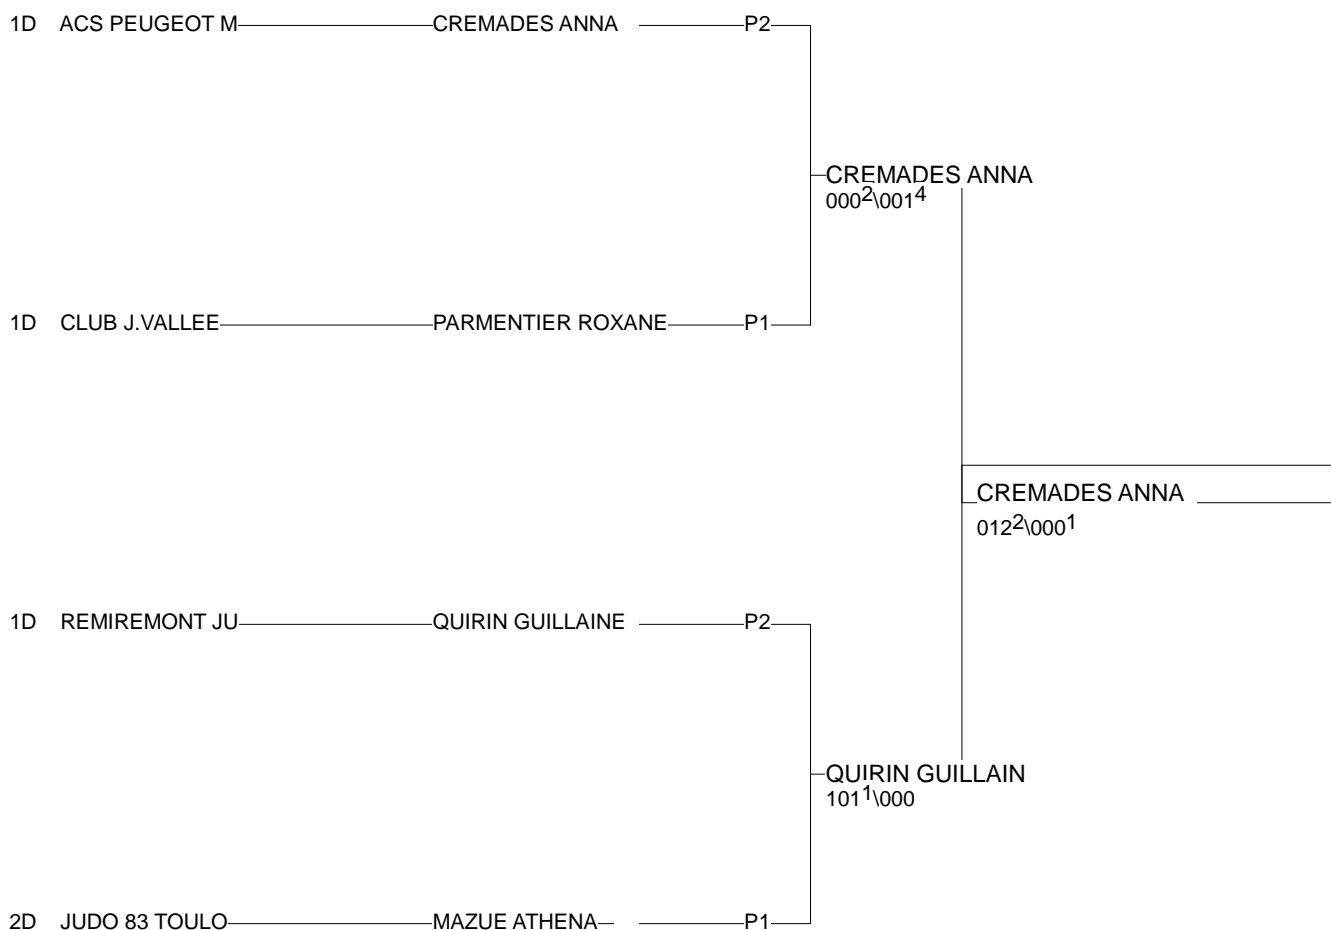 1D ACS PEUGEOT M CREMADES ANNA P2
CREMADES ANNA
000²\001⁴
1D CLUB J.VALLEE PARMENTIER ROXANE P1
CREMADES ANNA
012²\000¹
1D REMIREMONT JU QUIRIN GUILLAINE P2
QUIRIN GUILLAIN
101¹\000
2D JUDO 83 TOULO MAZUE ATHENA P1